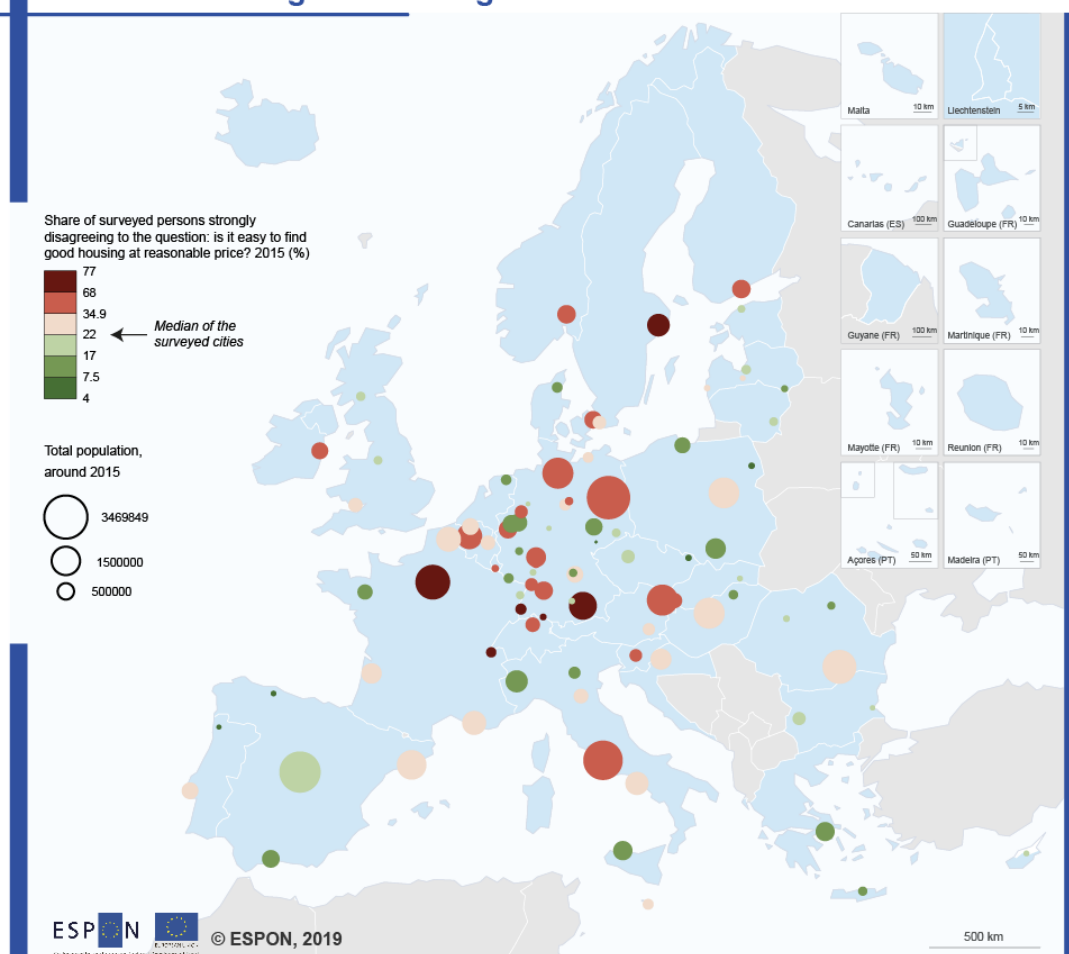 Share of surveyed persons strongly
disagreeing to the question: is it easy to find
good housing at reasonable price? 2015 (%)
77
68
34.9
22
17
7.5
4
Median of the
surveyed cities
Total population,
around 2015
3469849
1500000
500000
Malta
10 km
Liechtenstein
5 km
Canarias (ES)
100 km
Guadeloupe (FR)
10 km
Guyane (FR)
100 km
Martinique (FR)
10 km
Mayotte (FR)
10 km
Reunion (FR)
10 km
Açores (PT)
50 km
Madeira (PT)
50 km
ESPON
© ESPON, 2019
500 km